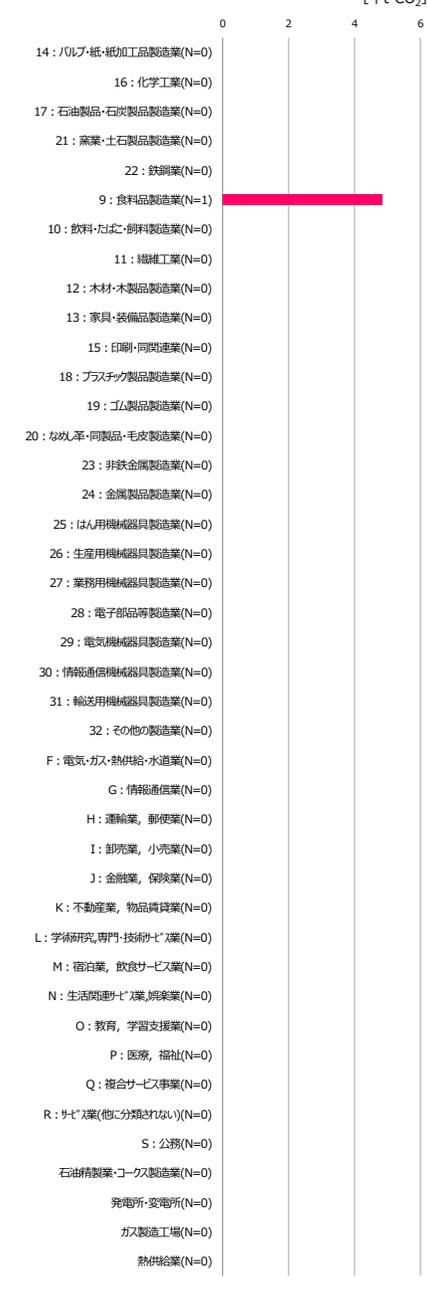 0 2 4 6
14：パルプ・紙・紙加工品製造業(N=0)
16：化学工業(N=0)
17：石油製品・石炭製品製造業(N=0)
21：窯業・土石製品製造業(N=0)
22：鉄鋼業(N=0)
9：食料品製造業(N=1)
10：飲料・たばこ・飼料製造業(N=0)
11：繊維工業(N=0)
12：木材・木製品製造業(N=0)
13：家具・装備品製造業(N=0)
15：印刷・同関連業(N=0)
18：プラスチック製品製造業(N=0)
19：ゴム製品製造業(N=0)
20：なめし革・同製品・毛皮製造業(N=0)
23：非鉄金属製造業(N=0)
24：金属製品製造業(N=0)
25：はん用機械器具製造業(N=0)
26：生産用機械器具製造業(N=0)
27：業務用機械器具製造業(N=0)
28：電子部品等製造業(N=0)
29：電気機械器具製造業(N=0)
30：情報通信機械器具製造業(N=0)
31：輸送用機械器具製造業(N=0)
32：その他の製造業(N=0)
F：電気・ガス・熱供給・水道業(N=0)
G：情報通信業(N=0)
H：運輸業，郵便業(N=0)
I：卸売業，小売業(N=0)
J：金融業，保険業(N=0)
K：不動産業，物品賃貸業(N=0)
L：学術研究,専門・技術ｻｰﾋﾞｽ業(N=0)
M：宿泊業，飲食サービス業(N=0)
N：生活関連ｻｰﾋﾞｽ業,娯楽業(N=0)
O：教育，学習支援業(N=0)
P：医療，福祉(N=0)
Q：複合サービス事業(N=0)
R：ｻｰﾋﾞｽ業(他に分類されない)(N=0)
S：公務(N=0)
石油精製業・コークス製造業(N=0)
発電所・変電所(N=0)
ガス製造工場(N=0)
熱供給業(N=0)